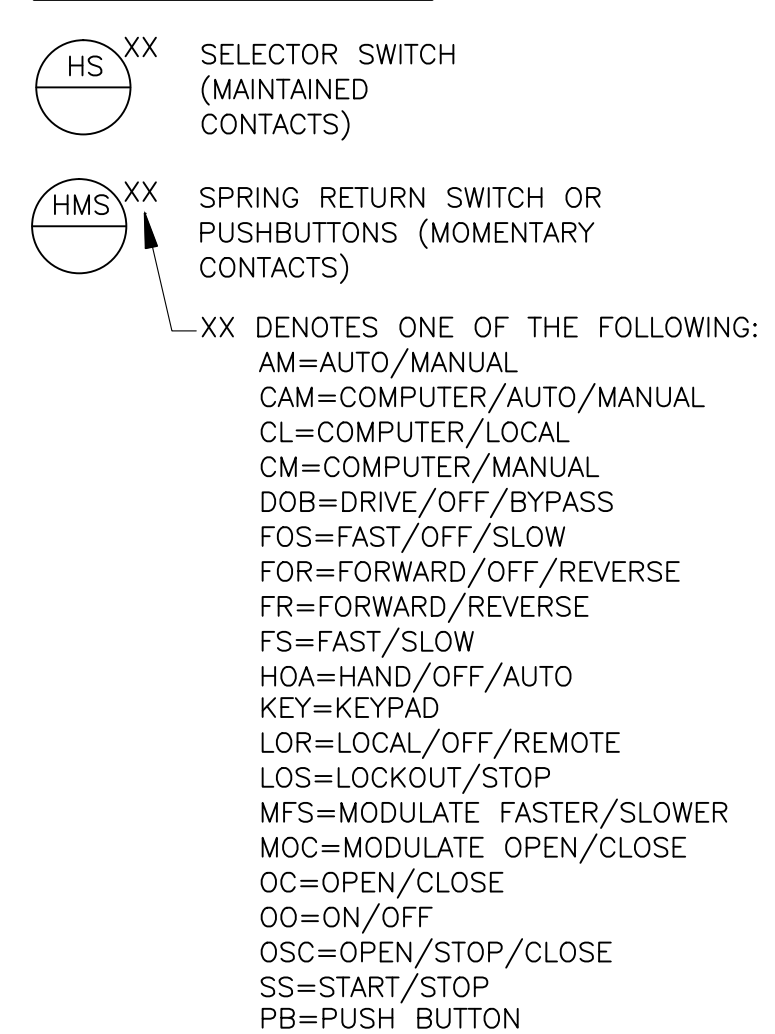 HS XX SELECTOR SWITCH
(MAINTAINED
CONTACTS)
HMS XX SPRING RETURN SWITCH OR
PUSHBUTTONS (MOMENTARY
CONTACTS)
XX DENOTES ONE OF THE FOLLOWING:
AM=AUTO/MANUAL
CAM=COMPUTER/AUTO/MANUAL
CL=COMPUTER/LOCAL
CM=COMPUTER/MANUAL
DOB=DRIVE/OFF/BYPASS
FOS=FAST/OFF/SLOW
FOR=FORWARD/OFF/REVERSE
FR=FORWARD/REVERSE
FS=FAST/SLOW
HOA=HAND/OFF/AUTO
KEY=KEYPAD
LOR=LOCAL/OFF/REMOTE
LOS=LOCKOUT/STOP
MFS=MODULATE FASTER/SLOWER
MOC=MODULATE OPEN/CLOSE
OC=OPEN/CLOSE
OO=ON/OFF
OSC=OPEN/STOP/CLOSE
SS=START/STOP
PB=PUSH BUTTON